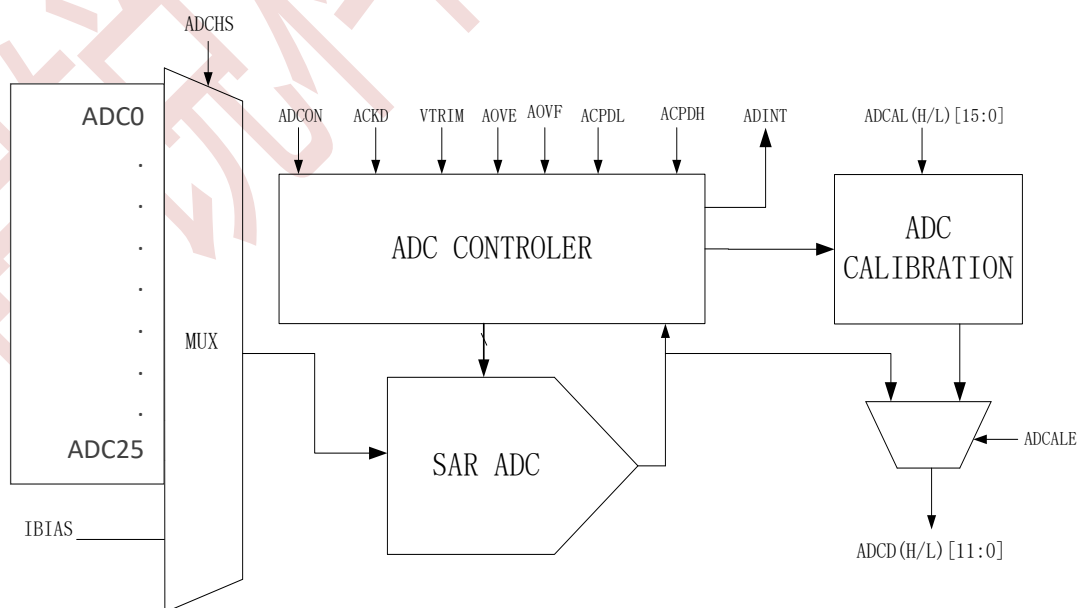 ADCHS
ADC0
ADCON ACKD VTRIM AOVE AOVF ACPDL ACPDH ADINT ADCAL(H/L)[15:0]
ADC CONTROLER
ADC
CALIBRATION
MUX
ADC25
SAR ADC
ADCALE
IBIAS
ADCD(H/L)[11:0]